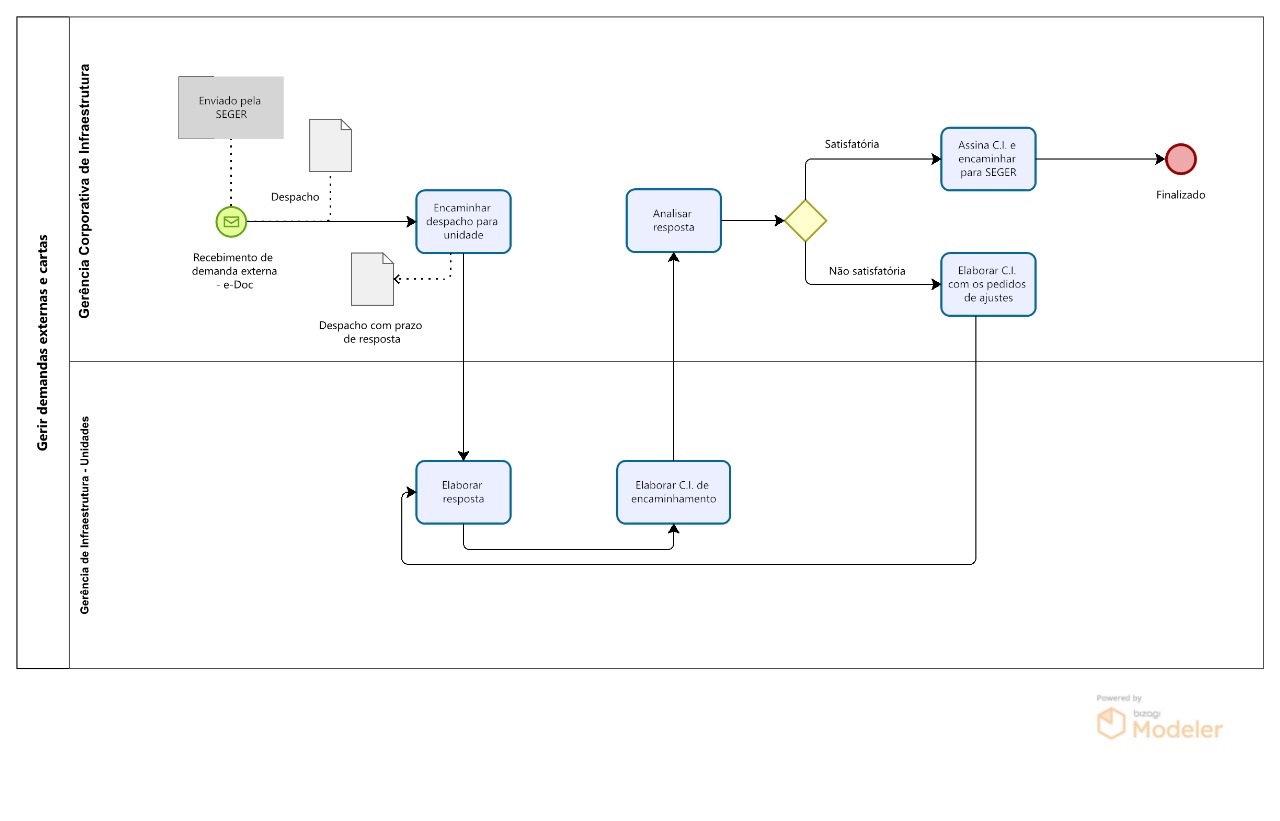 Gerir demandas externas e cartas
Gerência Corporativa de Infraestrutura
Enviado pela
SEGER
Despacho
Recebimento de
demanda externa
- e-Doc
Encaminhar
despacho para
unidade
Despacho com prazo
de resposta
Analisar
resposta
Satisfatória
Assina C.I. e
encaminhar
para SEGER
Finalizado
Não satisfatória
Elaborar C.I.
com os pedidos
de ajustes
Gerência de Infraestrutura - Unidades
Elaborar
resposta
Elaborar C.I. de
encaminhamento
Powered by
bizagi
Modeler